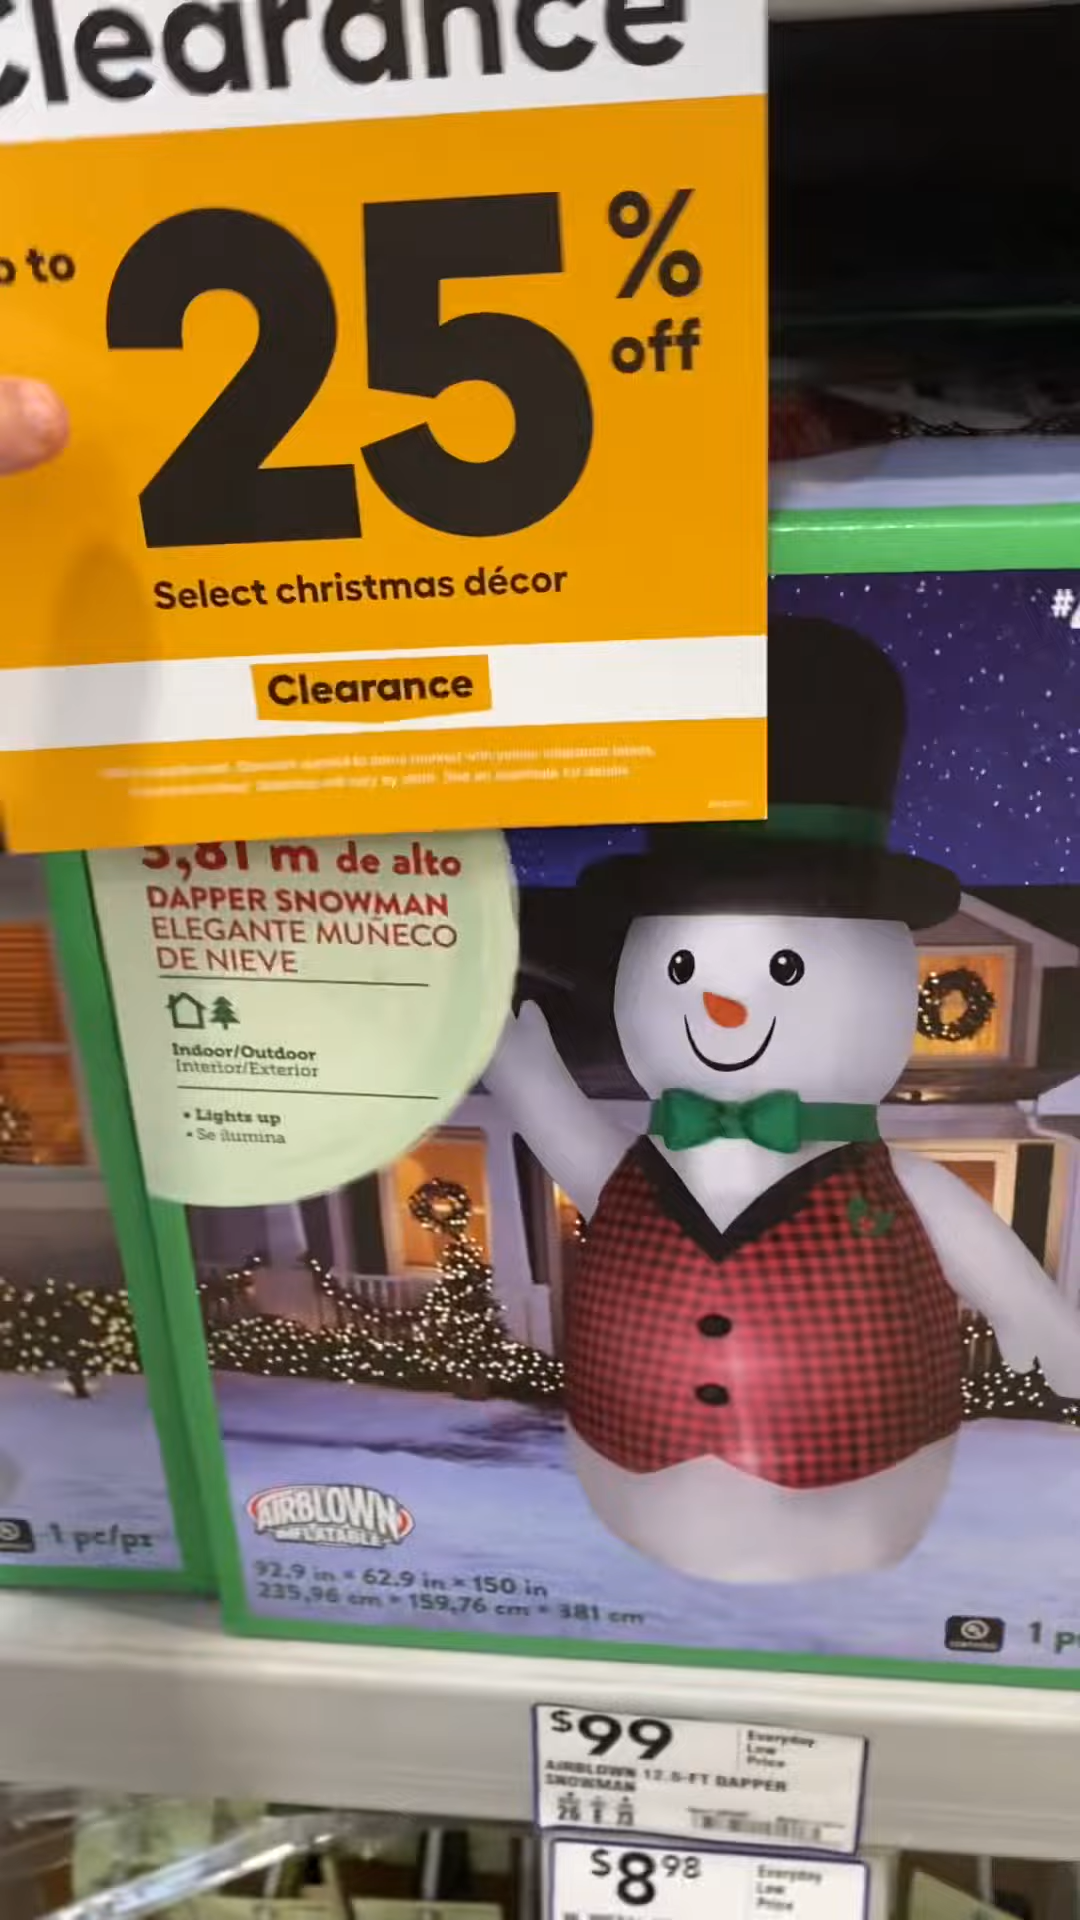 Clearance
to
25
%
off
Select christmas décor
Clearance
3,81 m de alto
DAPPER SNOWMAN
ELEGANTE MUÑECO
DE NIEVE
Indoor/Outdoor
Interior/Exterior
• Lights up
• Se ilumina
AIRBLOWN
INFLATABLE
92.9 in × 62.9 in × 150 in
235,96 cm × 159,76 cm × 381 cm
1 pc/pz
1
$99
Everyday
Low
Price
AIRBLOWN 12.5-FT DAPPER
SNOWMAN
$8 98
Everyday
Low
Price